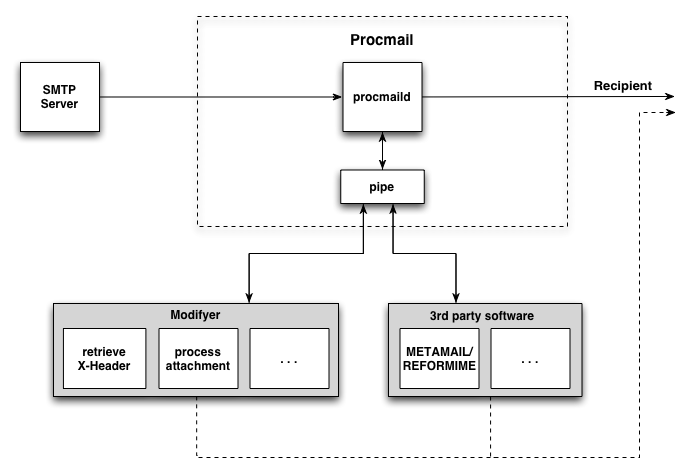 Procmail
SMTP
Server
procmaild
Recipient
pipe
Modifyer
retrieve
X-Header
process
attachment
...
3rd party software
METAMAIL/
REFORMIME
...